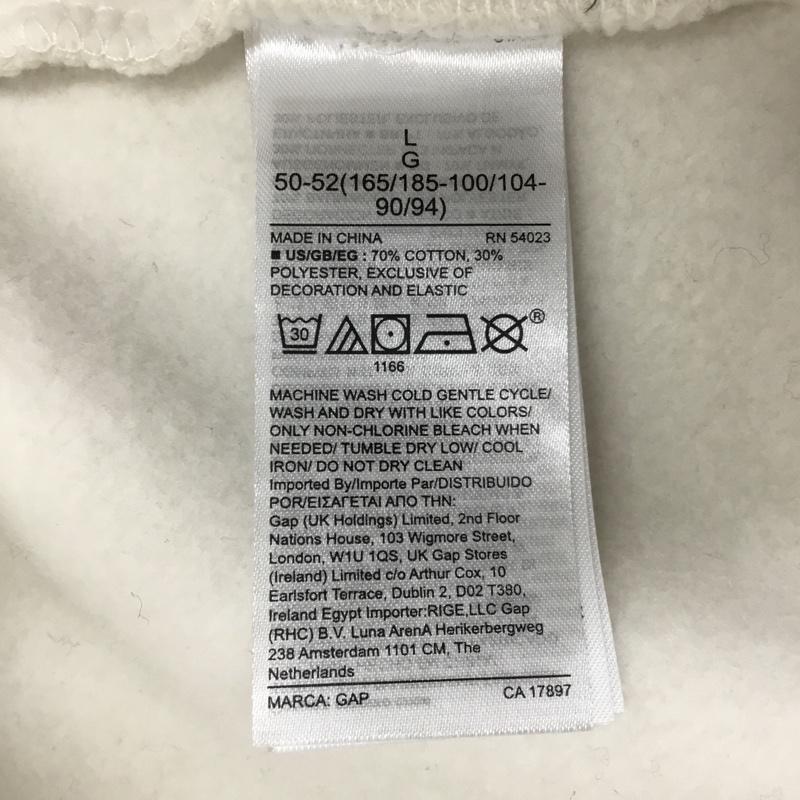 L
G
50-52(165/185-100/104-
90/94)
MADE IN CHINA RN 54023
■ US/GB/EG : 70% COTTON, 30%
POLYESTER, EXCLUSIVE OF
DECORATION AND ELASTIC
30
®
1166
MACHINE WASH COLD GENTLE CYCLE/
WASH AND DRY WITH LIKE COLORS/
ONLY NON-CHLORINE BLEACH WHEN
NEEDED/ TUMBLE DRY LOW/ COOL
IRON/ DO NOT DRY CLEAN
Imported By/Importe Par/DISTRIBUIDO
POR/ΕΙΣΑΓΕΤΑΙ ΑΠΟ ΤΗΝ:
Gap (UK Holdings) Limited, 2nd Floor
Nations House, 103 Wigmore Street,
London, W1U 1QS, UK Gap Stores
(Ireland) Limited c/o Arthur Cox, 10
Earlsfort Terrace, Dublin 2, D02 T380,
Ireland Egypt Importer:RIGE,LLC Gap
(RHC) B.V. Luna ArenA Herikerbergweg
238 Amsterdam 1101 CM, The
Netherlands
MARCA: GAP CA 17897